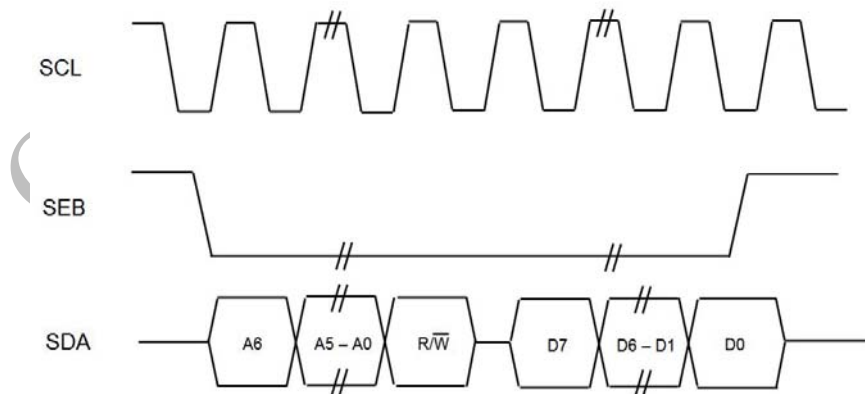 SCL
SEB
SDA
A6
A5 – A0
R/W̅
D7
D6 – D1
D0